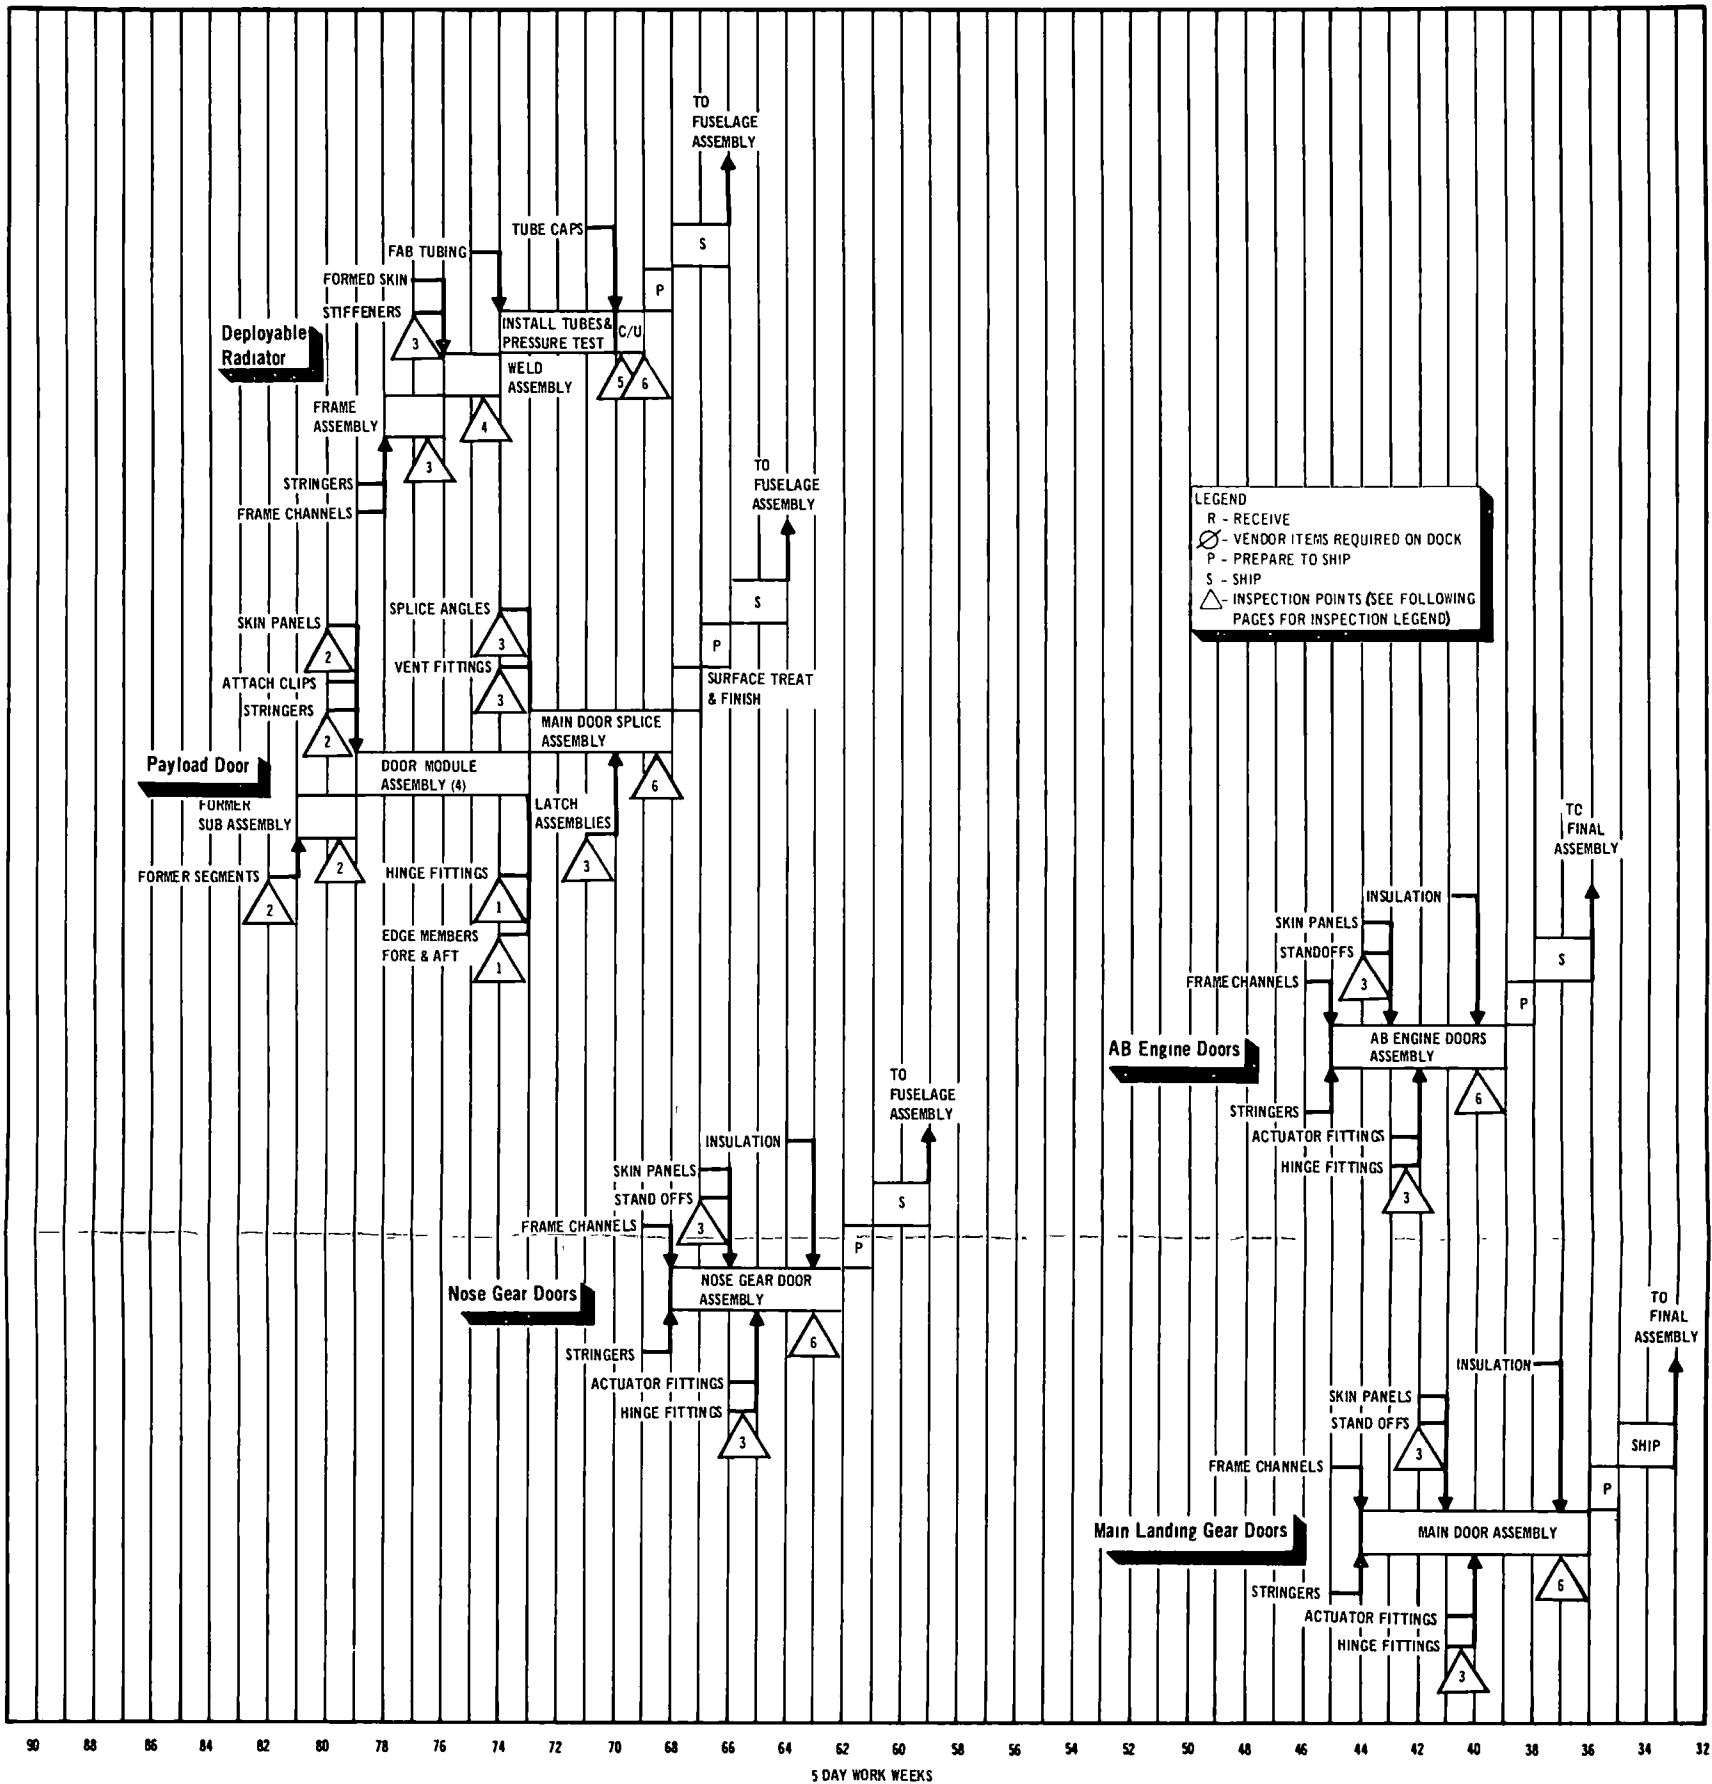 TO
FUSELAGE
ASSEMBLY
TUBE CAPS
S
FAB TUBING
FORMED SKIN
P
STIFFENERS
3
INSTALL TUBES &
PRESSURE TEST
C/U
Deployable
Radiator
WELD
ASSEMBLY
5
6
FRAME
ASSEMBLY
4
3
STRINGERS
FRAME CHANNELS
TO
FUSELAGE
ASSEMBLY
LEGEND
R - RECEIVE
- VENDOR ITEMS REQUIRED ON DOCK
P - PREPARE TO SHIP
S - SHIP
- INSPECTION POINTS (SEE FOLLOWING
PAGES FOR INSPECTION LEGEND)
S
SPLICE ANGLES
SKIN PANELS
2
3
P
VENT FITTINGS
3
ATTACH CLIPS
SURFACE TREAT
& FINISH
STRINGERS
2
MAIN DOOR SPLICE
ASSEMBLY
6
Payload Door
DOOR MODULE
ASSEMBLY (4)
FORMER
SUB ASSEMBLY
2
LATCH
ASSEMBLIES
3
FORMER SEGMENTS
2
HINGE FITTINGS
1
EDGE MEMBERS
FORE & AFT
1
TC
FINAL
ASSEMBLY
INSULATION
SKIN PANELS
STANDOFFS
3
S
FRAME CHANNELS
P
AB ENGINE DOORS
ASSEMBLY
AB Engine Doors
6
STRINGERS
ACTUATOR FITTINGS
HINGE FITTINGS
3
TO
FUSELAGE
ASSEMBLY
INSULATION
SKIN PANELS
STAND OFFS
S
3
FRAME CHANNELS
P
NOSE GEAR DOOR
ASSEMBLY
Nose Gear Doors
6
STRINGERS
ACTUATOR FITTINGS
HINGE FITTINGS
3
TO
FINAL
ASSEMBLY
INSULATION
SKIN PANELS
STAND OFFS
3
SHIP
FRAME CHANNELS
P
MAIN DOOR ASSEMBLY
Main Landing Gear Doors
6
STRINGERS
ACTUATOR FITTINGS
HINGE FITTINGS
3
90 88 86 84 82 80 78 76 74 72 70 68 66 64 62 60 58 56 54 52 50 48 46 44 42 40 38 36 34 32
5 DAY WORK WEEKS